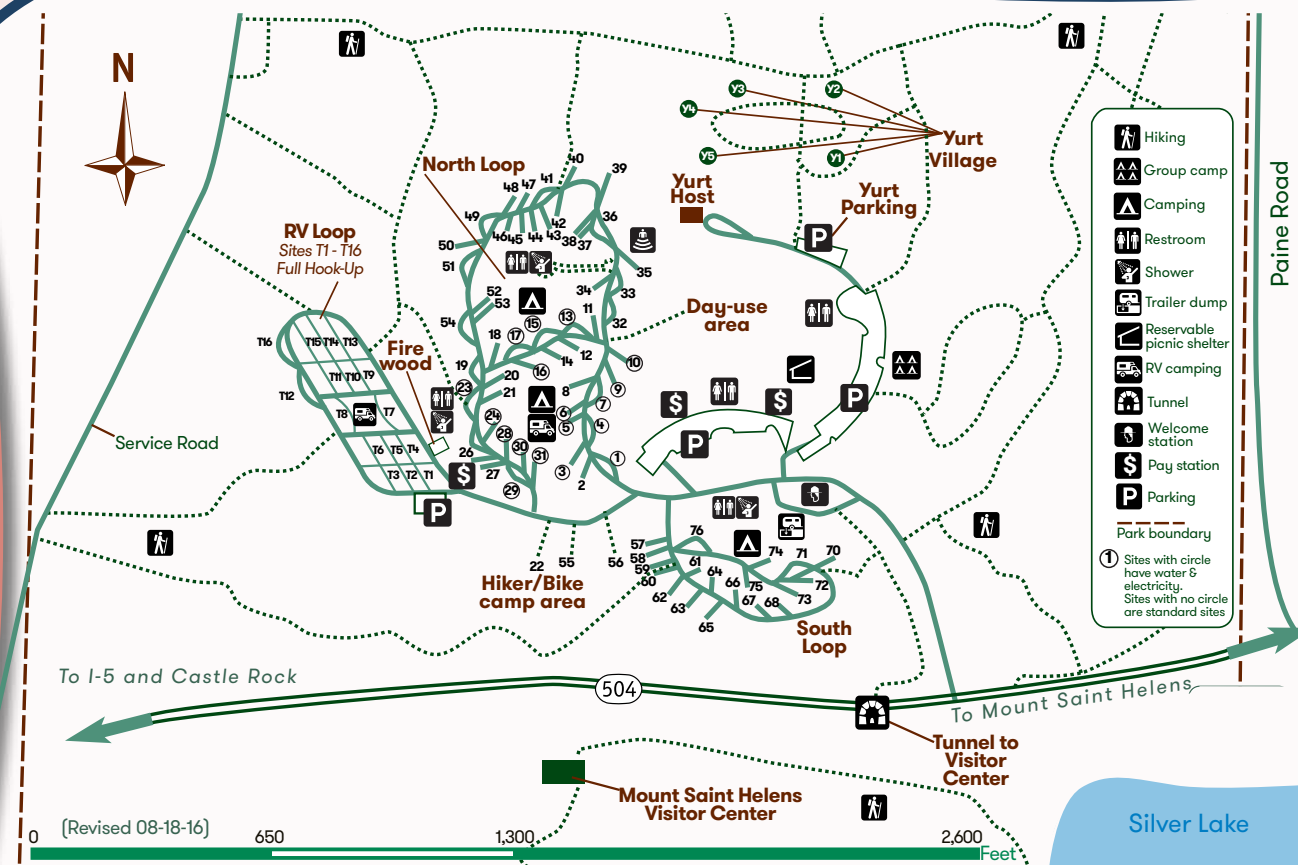 N
Y3
Y2
Y4
Y5
Y1
Yurt
Village
Yurt
Host
Yurt
Parking
P
North Loop
40
39
41
47
48
49
42
36
46
45
44
43
38
37
50
51
35
34
33
52
53
54
11
32
13
15
17
18
14
12
10
19
20
16
23
21
8
9
7
6
24
5
4
28
30
26
31
3
1
27
2
29
RV Loop
Sites T1 - T16
Full Hook-Up
T16
T15
T14
T13
T11
T10
T9
T12
T8
T7
T6
T5
T4
T3
T2
T1
Fire
wood
$
P
Day-use
area
$
$
P
P
Service Road
22
55
56
Hiker/Bike
camp area
57
58
59
60
76
61
64
62
63
65
66
67
68
75
74
71
70
72
73
South
Loop
Hiking
Group camp
Camping
Restroom
Shower
Trailer dump
Reservable
picnic shelter
RV camping
Tunnel
Welcome
station
$ Pay station
P Parking
Park boundary
1 Sites with circle
have water &
electricity.
Sites with no circle
are standard sites
Paine Road
To I-5 and Castle Rock
504
To Mount Saint Helens
Tunnel to
Visitor
Center
Mount Saint Helens
Visitor Center
Silver Lake
(Revised 08-18-16)
0
650
1,300
2,600
Feet